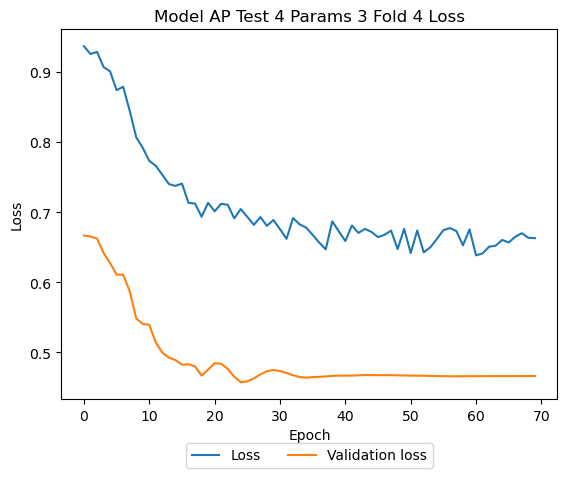 Model AP Test 4 Params 3 Fold 4 Loss
Loss
0.9
0.8
0.7
0.6
0.5
0 10 20 30 40 50 60 70
Epoch
Loss Validation loss